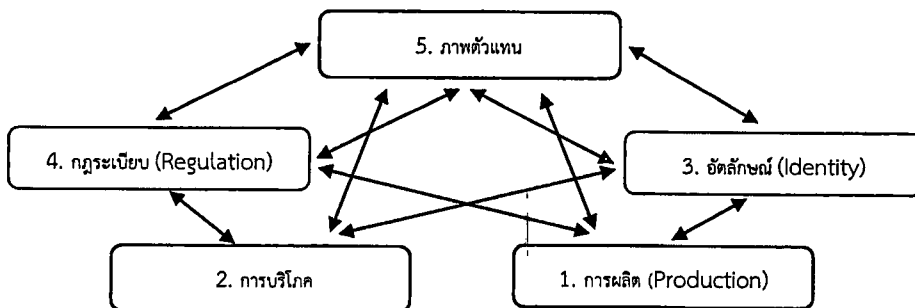 5. ภาพตัวแทน
4. กฎระเบียบ (Regulation)
3. อัตลักษณ์ (Identity)
2. การบริโภค
1. การผลิต (Production)